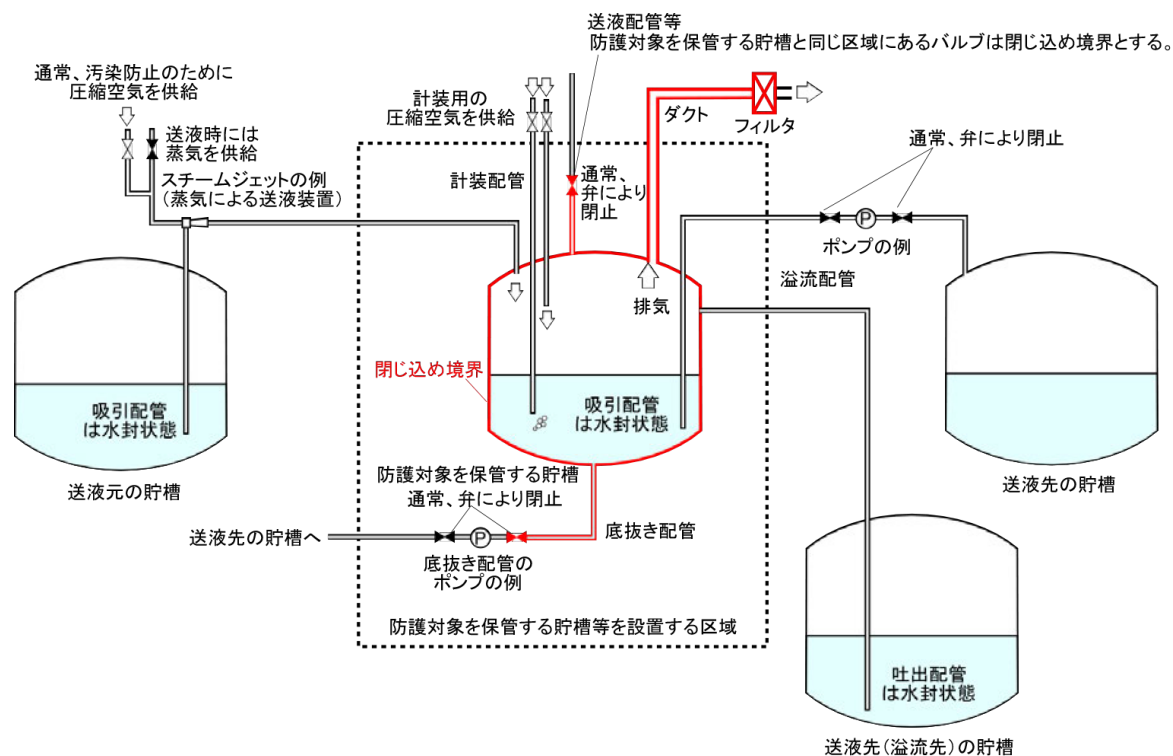 送液配管等
防護対象を保管する貯槽と同じ区域にあるバルブは閉じ込め境界とする。
通常、汚染防止のために
圧縮空気を供給
計装用の
圧縮空気を供給
ダクト
フィルタ
送液時には
蒸気を供給
通常、弁により閉止
計装配管
通常、
弁により
閉止
スチームジェットの例
(蒸気による送液装置)
P
ポンプの例
溢流配管
排気
閉じ込め境界
吸引配管
は水封状態
吸引配管
は水封状態
防護対象を保管する貯槽
送液元の貯槽
送液先の貯槽
通常、弁により閉止
底抜き配管
送液先の貯槽へ
P
底抜き配管の
ポンプの例
防護対象を保管する貯槽等を設置する区域
吐出配管
は水封状態
送液先(溢流先)の貯槽